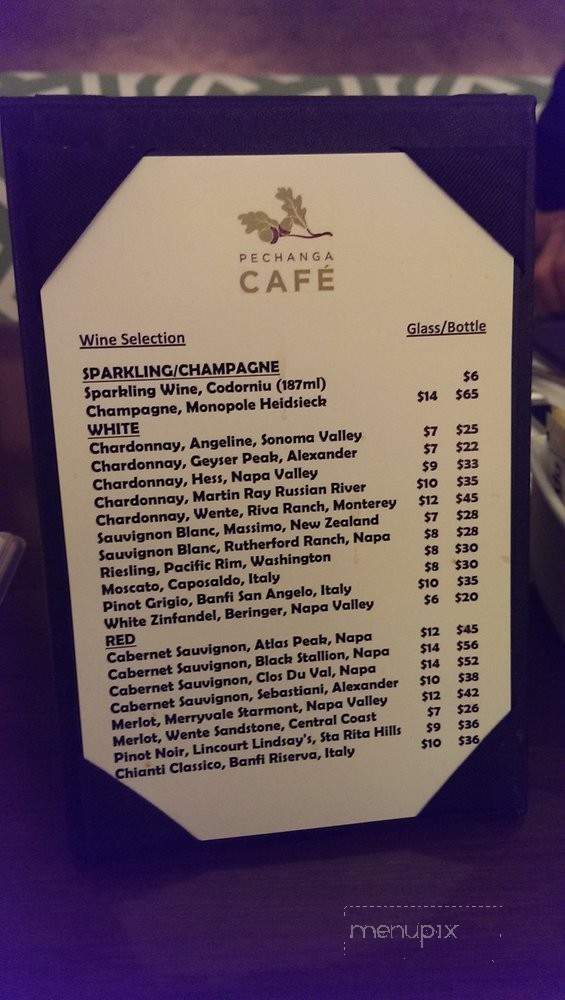 PECHANGA
CAFÉ
Wine Selection Glass/Bottle
SPARKLING/CHAMPAGNE
Sparkling Wine, Codorniu (187ml) $6
Champagne, Monopole Heidsieck $14 $65
WHITE
Chardonnay, Angeline, Sonoma Valley $7 $25
Chardonnay, Geyser Peak, Alexander $7 $22
Chardonnay, Hess, Napa Valley $9 $33
Chardonnay, Martin Ray Russian River $10 $35
Chardonnay, Wente, Riva Ranch, Monterey $12 $45
Sauvignon Blanc, Massimo, New Zealand $7 $28
Sauvignon Blanc, Rutherford Ranch, Napa $8 $28
Riesling, Pacific Rim, Washington $8 $30
Moscato, Caposaldo, Italy $8 $30
Pinot Grigio, Banfi San Angelo, Italy $10 $35
White Zinfandel, Beringer, Napa Valley $6 $20
RED
Cabernet Sauvignon, Atlas Peak, Napa $12 $45
Cabernet Sauvignon, Black Stallion, Napa $14 $56
Cabernet Sauvignon, Clos Du Val, Napa $14 $52
Cabernet Sauvignon, Sebastiani, Alexander $10 $38
Merlot, Merryvale Starmont, Napa Valley $12 $42
Merlot, Wente Sandstone, Central Coast $7 $26
Pinot Noir, Lincourt Lindsay's, Sta Rita Hills $9 $36
Chianti Classico, Banfi Riserva, Italy $10 $36
menupix